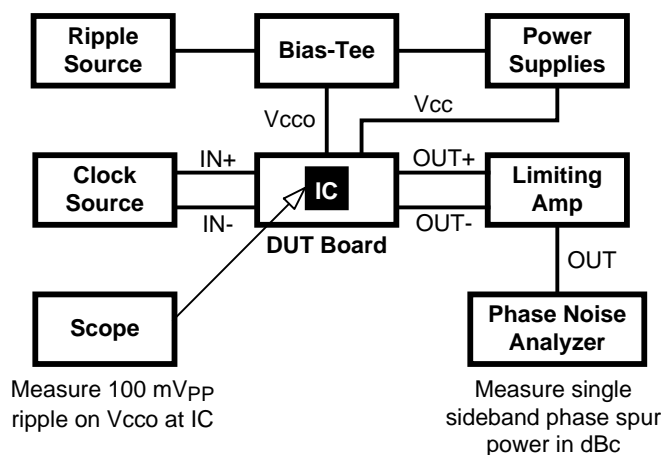 Ripple
Source
Bias-Tee
Power
Supplies
Vcco
Vcc
Clock
Source
IN+
IN-
IC
DUT Board
OUT+
OUT-
Limiting
Amp
OUT
Scope
Phase Noise
Analyzer
Measure 100 mVPP
ripple on Vcco at IC
Measure single
sideband phase spur
power in dBc